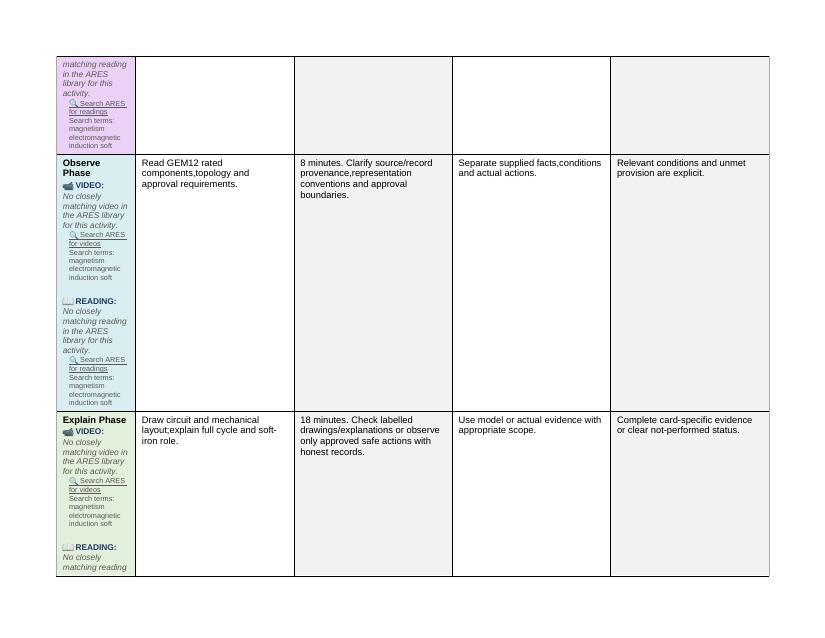 matching reading
in the ARES
library for this
activity.
🔍 Search ARES
for readings
Search terms:
magnetism
electromagnetic
induction soft
Observe
Phase
📹 VIDEO:
No closely
matching video in
the ARES library
for this activity.
🔍 Search ARES
for videos
Search terms:
magnetism
electromagnetic
induction soft
📖 READING:
No closely
matching reading
in the ARES
library for this
activity.
🔍 Search ARES
for readings
Search terms:
magnetism
electromagnetic
induction soft
Read GEM12 rated
components,topology and
approval requirements.
8 minutes. Clarify source/record
provenance,representation
conventions and approval
boundaries.
Separate supplied facts,conditions
and actual actions.
Relevant conditions and unmet
provision are explicit.
Explain Phase
📹 VIDEO:
No closely
matching video in
the ARES library
for this activity.
🔍 Search ARES
for videos
Search terms:
magnetism
electromagnetic
induction soft
📖 READING:
No closely
matching reading
Draw circuit and mechanical
layout;explain full cycle and soft-
iron role.
18 minutes. Check labelled
drawings/explanations or observe
only approved safe actions with
honest records.
Use model or actual evidence with
appropriate scope.
Complete card-specific evidence
or clear not-performed status.